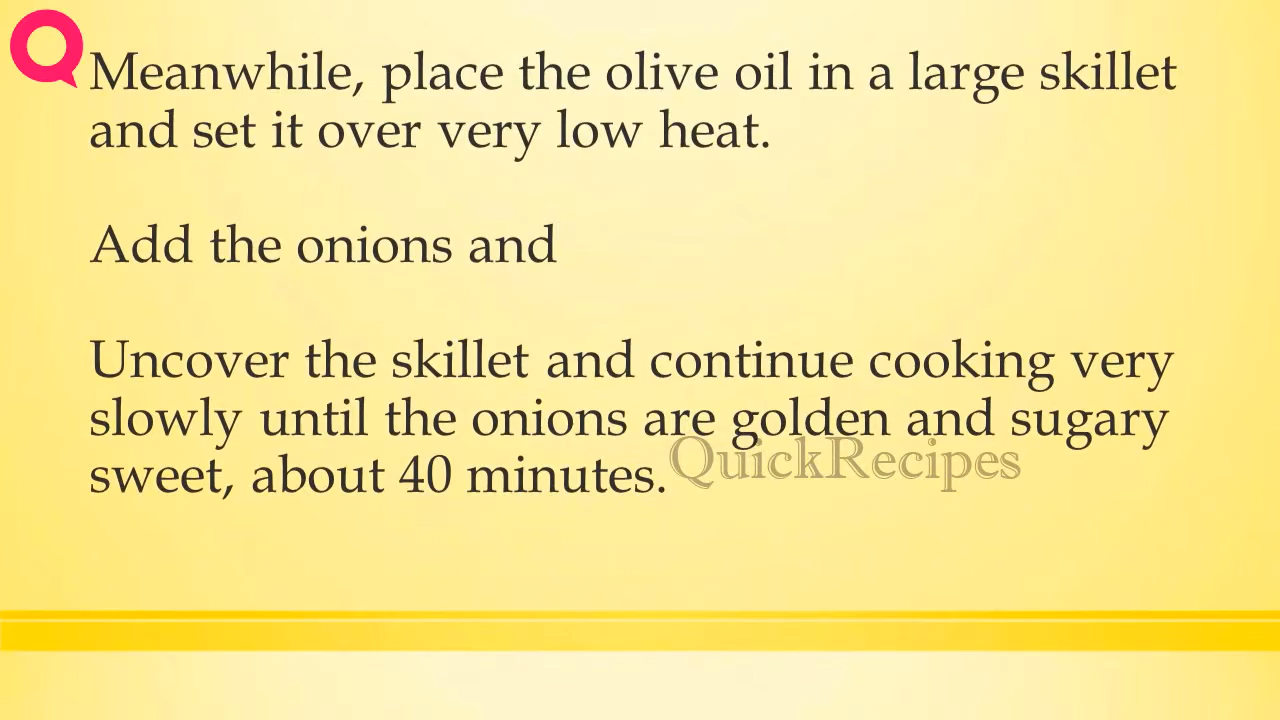 Meanwhile, place the olive oil in a large skillet
and set it over very low heat.
Add the onions and
Uncover the skillet and continue cooking very
slowly until the onions are golden and sugary
sweet, about 40 minutes.
QuickRecipes